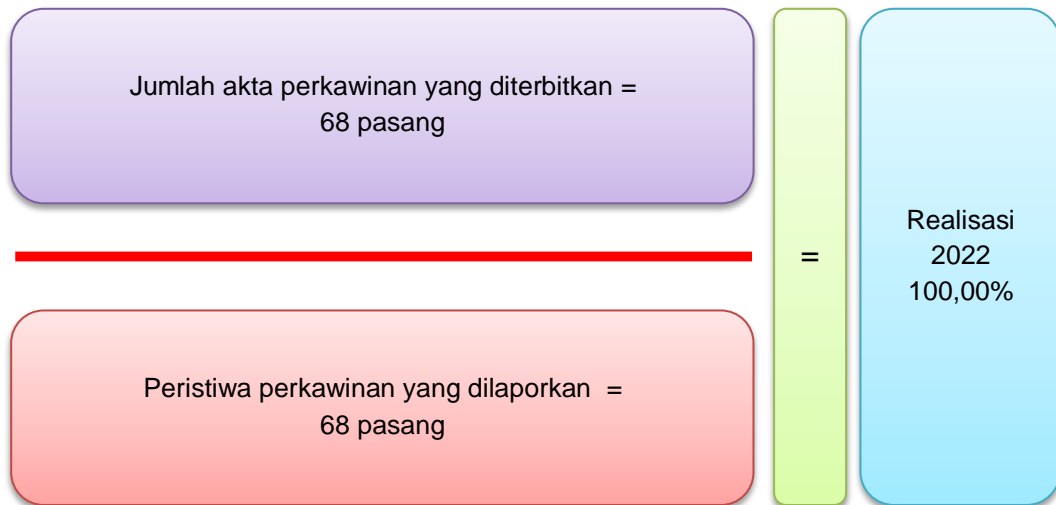 Jumlah akta perkawinan yang diterbitkan =
68 pasang
Peristiwa perkawinan yang dilaporkan =
68 pasang
=
Realisasi
2022
100,00%